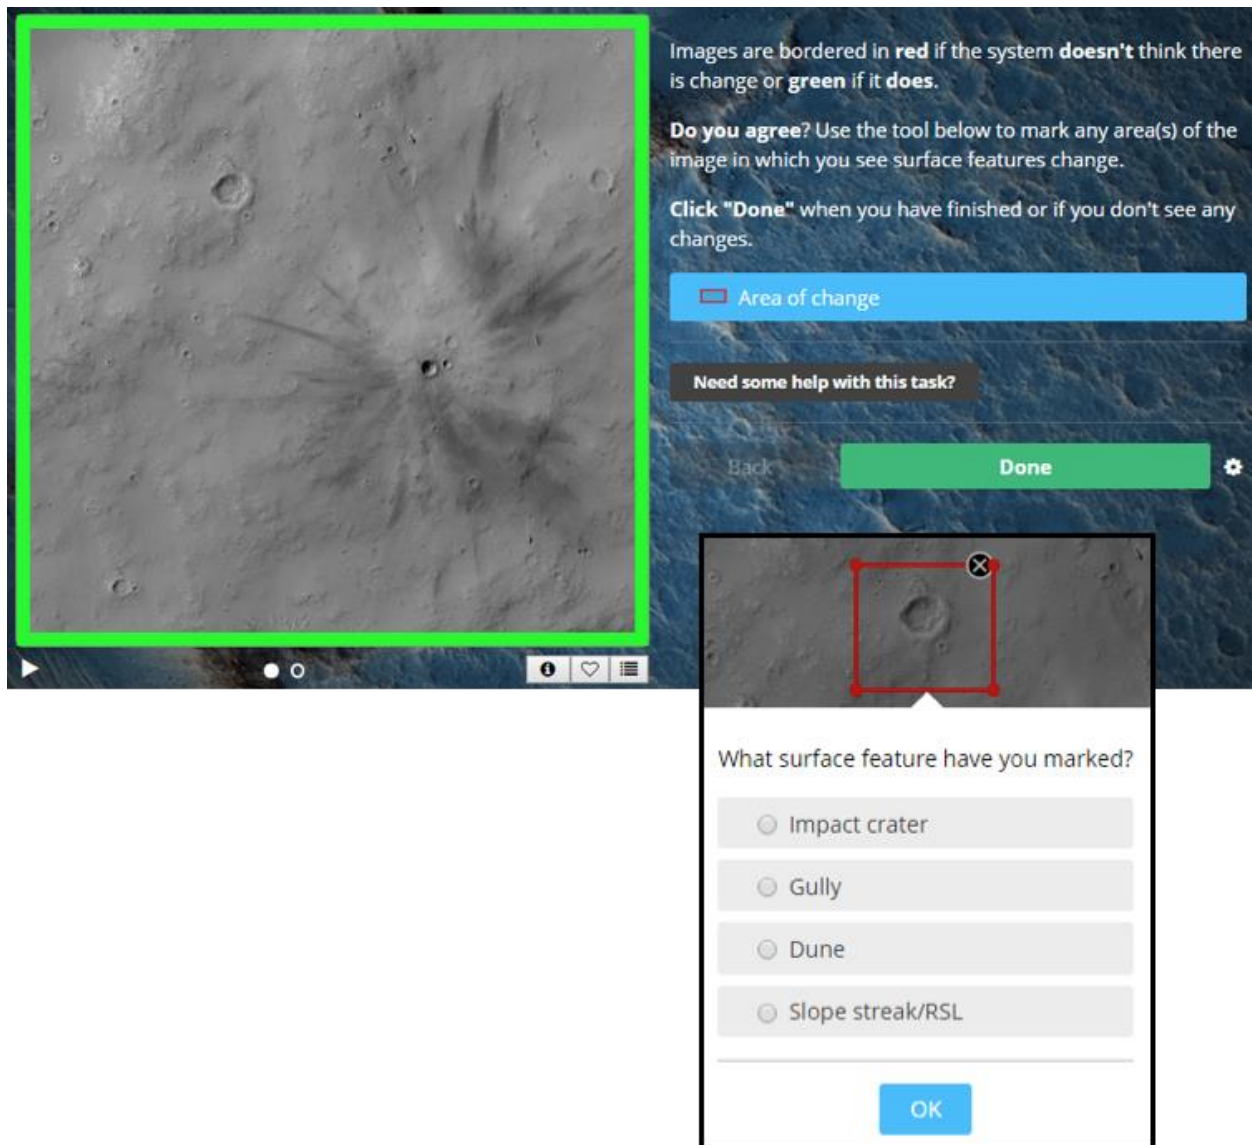 Images are bordered in red if the system doesn't think there
is change or green if it does.
Do you agree? Use the tool below to mark any area(s) of the
image in which you see surface features change.
Click "Done" when you have finished or if you don't see any
changes.
Area of change
Need some help with this task?
Back
Done
What surface feature have you marked?
Impact crater
Gully
Dune
Slope streak/RSL
OK